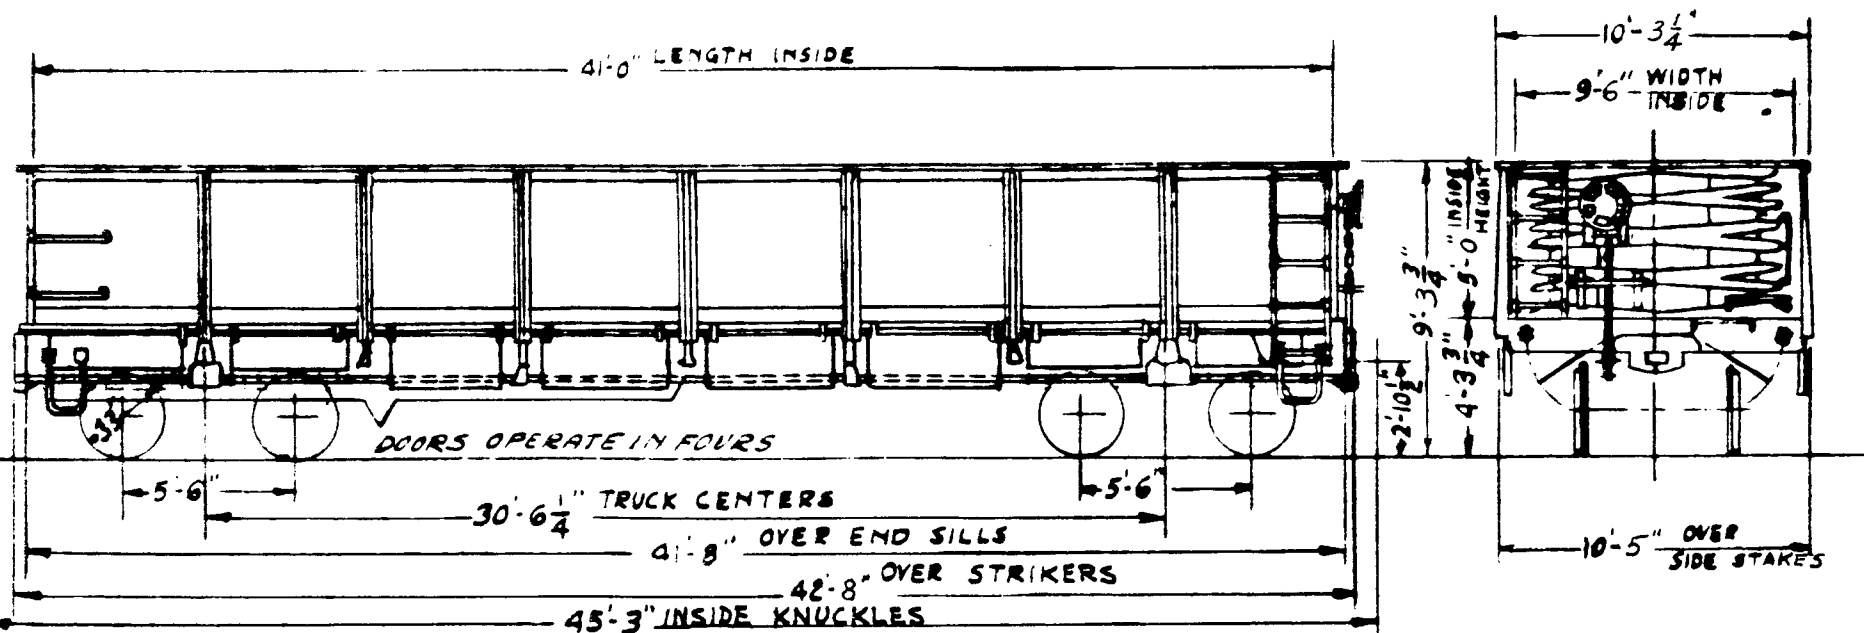 41'-0" LENGTH INSIDE
10'-3 1/4"
9'-6" WIDTH
INSIDE
5'-0" INSIDE
HEIGHT
9'-3 3/4"
4'-3 3/4"
2'-10 1/2"
33"
DOORS OPERATE IN FOURS
5'-6"
5'-6"
30'-6 1/4" TRUCK CENTERS
41'-8" OVER END SILLS
42'-8" OVER STRIKERS
45'-3" INSIDE KNUCKLES
10'-5" OVER
SIDE STAKES